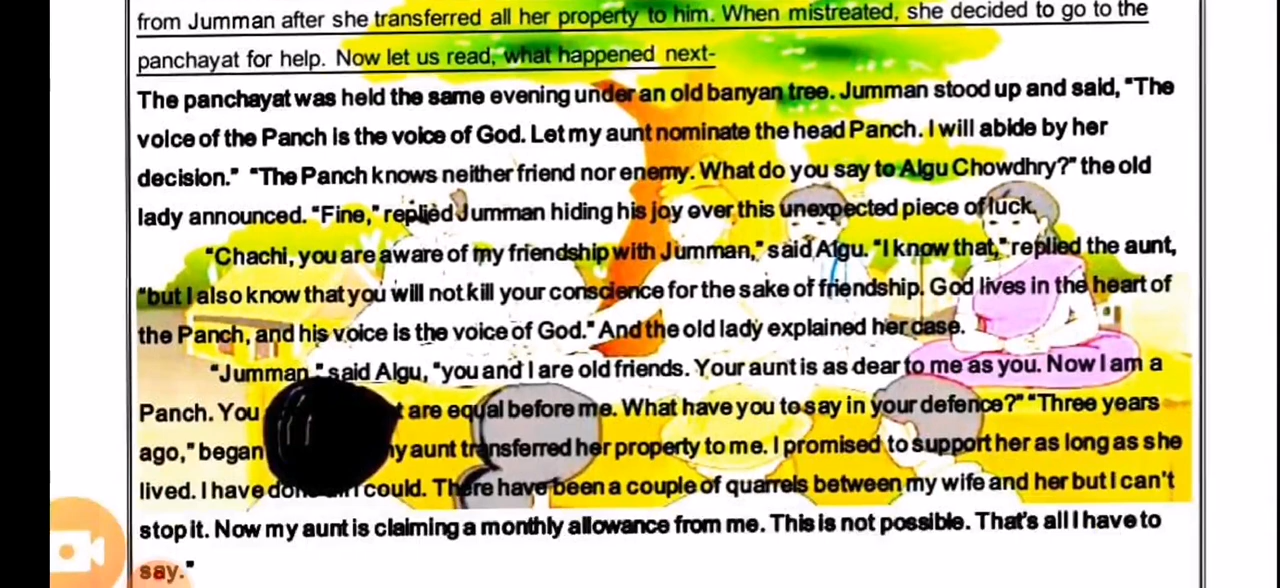 from Jumman after she transferred all her property to him. When mistreated, she decided to go to the
panchayat for help. Now let us read, what happened next-
The panchayat was held the same evening under an old banyan tree. Jumman stood up and said, "The
voice of the Panch is the voice of God. Let my aunt nominate the head Panch. I will abide by her
decision." "The Panch knows neither friend nor enemy. What do you say to Algu Chowdhry?" the old
lady announced. "Fine," replied Jumman hiding his joy over this unexpected piece of luck.
"Chachi, you are aware of my friendship with Jumman," said Algu. "I know that," replied the aunt,
"but I also know that you will not kill your conscience for the sake of friendship. God lives in the heart of
the Panch, and his voice is the voice of God." And the old lady explained her case.
"Jumman," said Algu, "you and I are old friends. Your aunt is as dear to me as you. Now I am a
Panch. You are equal before me. What have you to say in your defence?" "Three years
ago," began aunt transferred her property to me. I promised to support her as long as she
lived. I have could. There have been a couple of quarrels between my wife and her but I can't
stop it. Now my aunt is claiming a monthly allowance from me. This is not possible. That's all I have to
say."